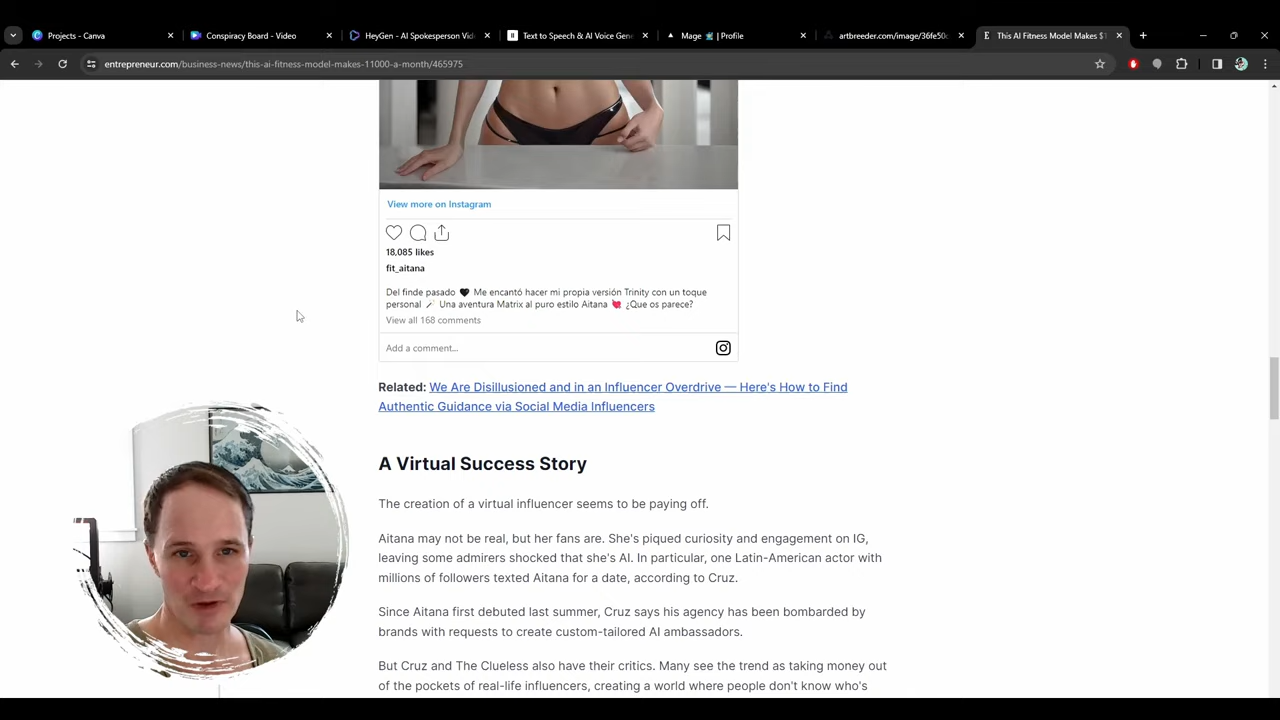 Projects - Canva
Conspiracy Board - Video
HeyGen - AI Spokesperson Video
Text to Speech & AI Voice Gene
Mage | Profile
artbreeder.com/image/36fe50c
This AI Fitness Model Makes $
entrepreneur.com/business-news/this-ai-fitness-model-makes-11000-a-month/465975
View more on Instagram
18,085 likes
fit_aitana
Del finde pasado 🖤 Me encantó hacer mi propia versión Trinity con un toque
personal 🪄 Una aventura Matrix al puro estilo Aitana 💘 ¿Que os parece?
View all 168 comments
Add a comment...
Related: We Are Disillusioned and in an Influencer Overdrive — Here's How to Find
Authentic Guidance via Social Media Influencers
A Virtual Success Story
The creation of a virtual influencer seems to be paying off.
Aitana may not be real, but her fans are. She's piqued curiosity and engagement on IG,
leaving some admirers shocked that she's AI. In particular, one Latin-American actor with
millions of followers texted Aitana for a date, according to Cruz.
Since Aitana first debuted last summer, Cruz says his agency has been bombarded by
brands with requests to create custom-tailored AI ambassadors.
But Cruz and The Clueless also have their critics. Many see the trend as taking money out
of the pockets of real-life influencers, creating a world where people don't know who's